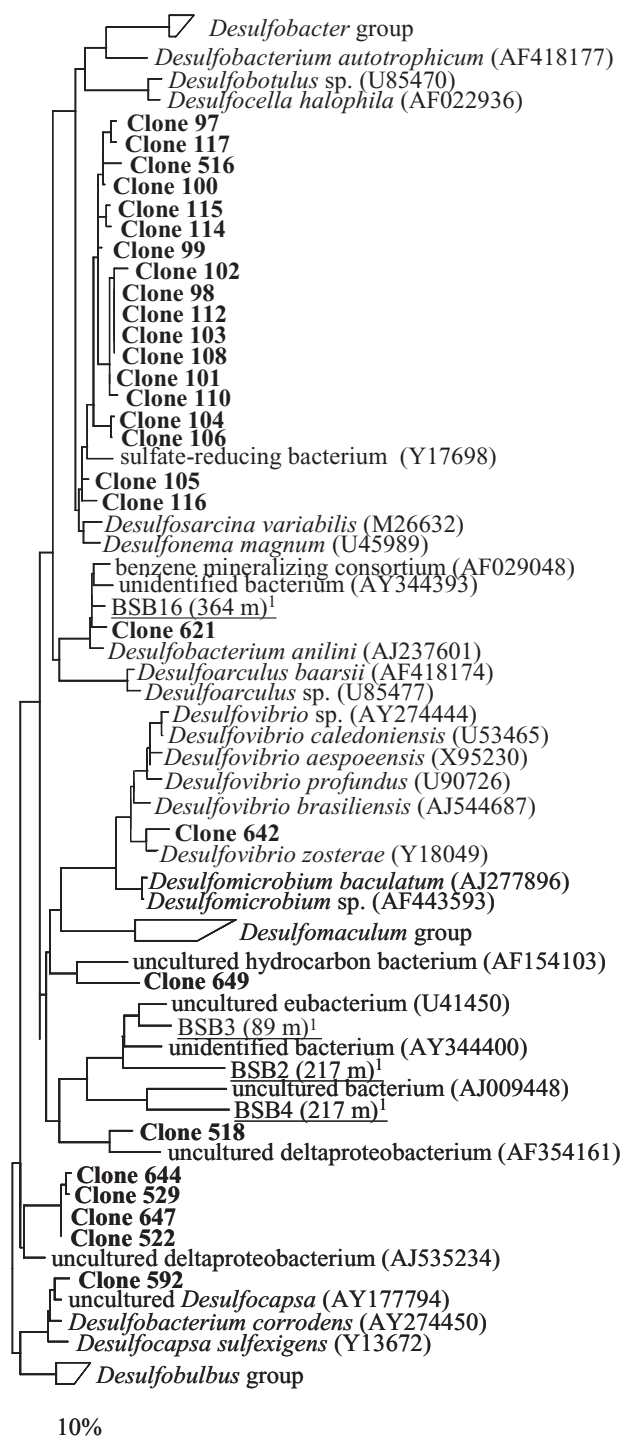 Desulfobacter group
Desulfobacterium autotrophicum (AF418177)
Desulfobotulus sp. (U85470)
Desulfocella halophila (AF022936)
Clone 97
Clone 117
Clone 516
Clone 100
Clone 115
Clone 114
Clone 99
Clone 102
Clone 98
Clone 112
Clone 103
Clone 108
Clone 101
Clone 110
Clone 104
Clone 106
sulfate-reducing bacterium (Y17698)
Clone 105
Clone 116
Desulfosarcina variabilis (M26632)
Desulfonema magnum (U45989)
benzene mineralizing consortium (AF029048)
unidentified bacterium (AY344393)
BSB16 (364 m)¹
Clone 621
Desulfobacterium anilini (AJ237601)
Desulfoarculus baarsii (AF418174)
Desulfoarculus sp. (U85477)
Desulfovibrio sp. (AY274444)
Desulfovibrio caledoniensis (U53465)
Desulfovibrio aespoeensis (X95230)
Desulfovibrio profundus (U90726)
Desulfovibrio brasiliensis (AJ544687)
Clone 642
Desulfovibrio zosterae (Y18049)
Desulfomicrobium baculatum (AJ277896)
Desulfomicrobium sp. (AF443593)
Desulfomaculum group
uncultured hydrocarbon bacterium (AF154103)
Clone 649
uncultured eubacterium (U41450)
BSB3 (89 m)¹
unidentified bacterium (AY344400)
BSB2 (217 m)¹
uncultured bacterium (AJ009448)
BSB4 (217 m)¹
Clone 518
uncultured deltaproteobacterium (AF354161)
Clone 644
Clone 529
Clone 647
Clone 522
uncultured deltaproteobacterium (AJ535234)
Clone 592
uncultured Desulfocapsa (AY177794)
Desulfobacterium corrodens (AY274450)
Desulfocapsa sulfexigens (Y13672)
Desulfobulbus group
10%